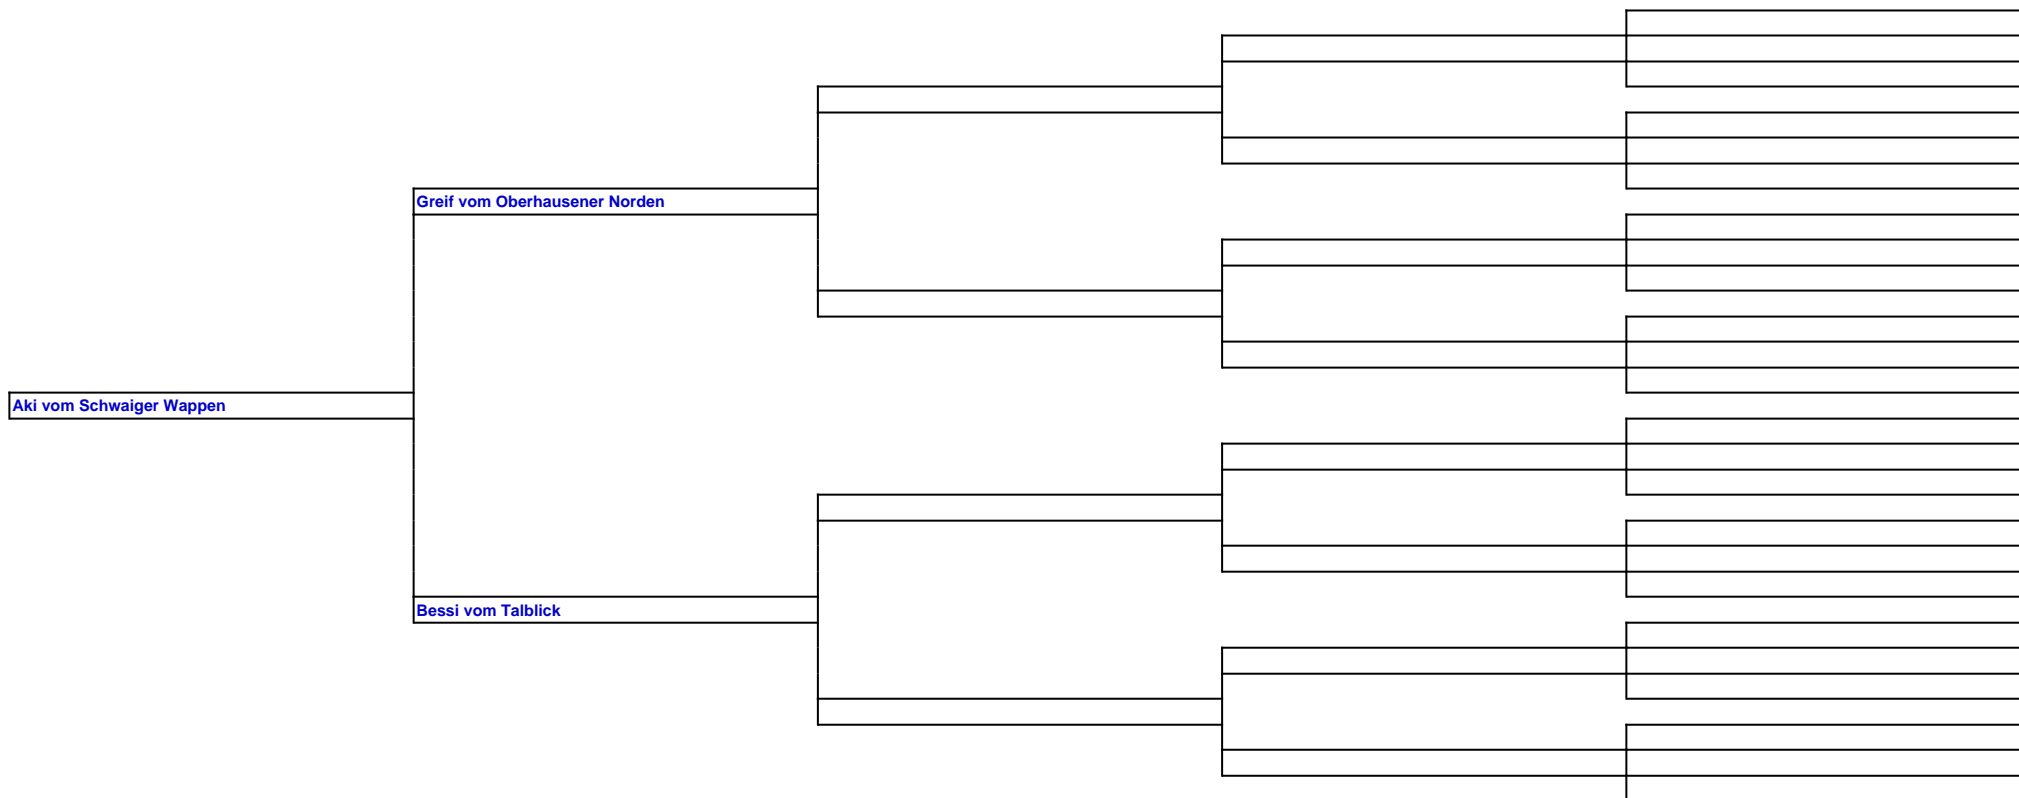 Greif vom Oberhausener Norden
Aki vom Schwaiger Wappen
Bessi vom Talblick